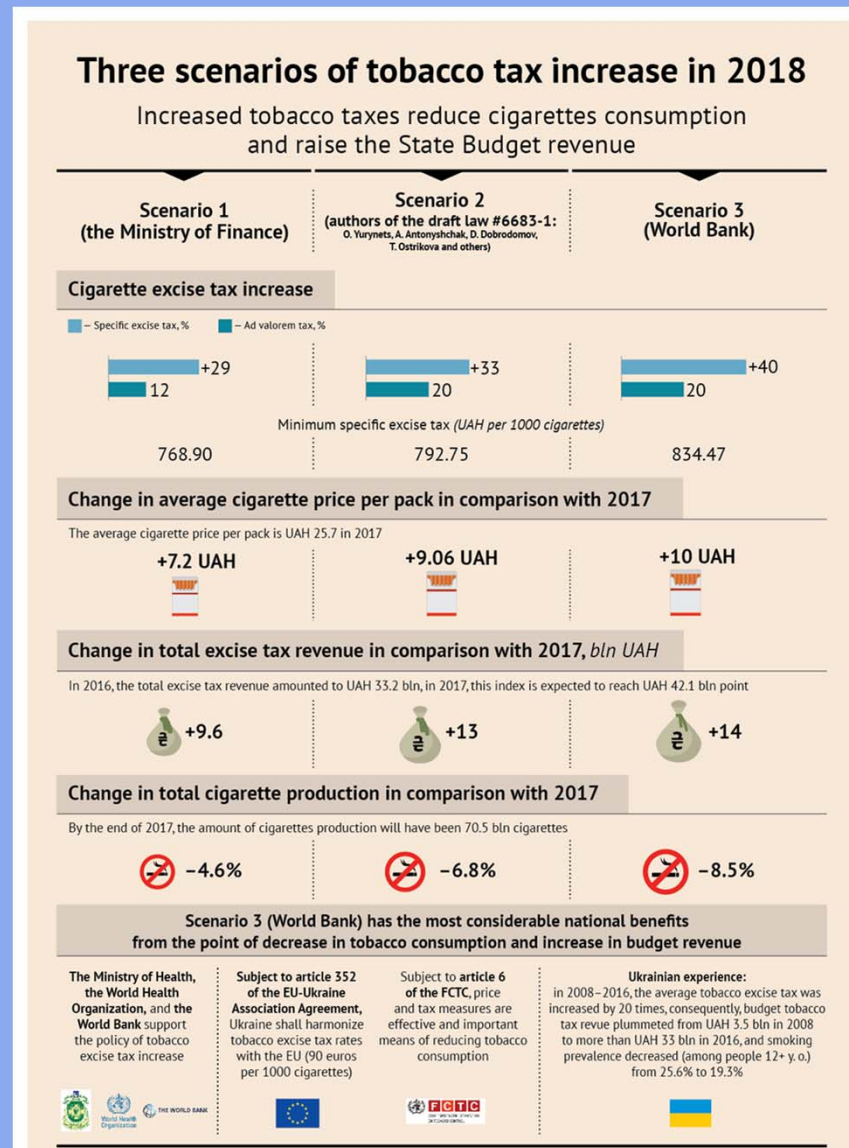 Three scenarios of tobacco tax increase in 2018
Increased tobacco taxes reduce cigarettes consumption
and raise the State Budget revenue
Scenario 1
(the Ministry of Finance)
Scenario 2
(authors of the draft law #6683-1:
O. Yurynets, A. Antonyshchak, D. Dobrodomov,
T. Ostrikova and others)
Scenario 3
(World Bank)
Cigarette excise tax increase
– Specific excise tax, %
– Ad valorem tax, %
+29
12
+33
20
+40
20
Minimum specific excise tax (UAH per 1000 cigarettes)
768.90
792.75
834.47
Change in average cigarette price per pack in comparison with 2017
The average cigarette price per pack is UAH 25.7 in 2017
+7.2 UAH
+9.06 UAH
+10 UAH
Change in total excise tax revenue in comparison with 2017, bln UAH
In 2016, the total excise tax revenue amounted to UAH 33.2 bln, in 2017, this index is expected to reach UAH 42.1 bln point
₴ +9.6
₴ +13
₴ +14
Change in total cigarette production in comparison with 2017
By the end of 2017, the amount of cigarettes production will have been 70.5 bln cigarettes
–4.6%
–6.8%
–8.5%
Scenario 3 (World Bank) has the most considerable national benefits
from the point of decrease in tobacco consumption and increase in budget revenue
The Ministry of Health,
the World Health
Organization, and the
World Bank support
the policy of tobacco
excise tax increase
Subject to article 352
of the EU-Ukraine
Association Agreement,
Ukraine shall harmonize
tobacco excise tax rates
with the EU (90 euros
per 1000 cigarettes)
Subject to article 6
of the FCTC, price
and tax measures are
effective and important
means of reducing tobacco
consumption
Ukrainian experience:
in 2008–2016, the average tobacco excise tax was
increased by 20 times, consequently, budget tobacco
tax revue plummeted from UAH 3.5 bln in 2008
to more than UAH 33 bln in 2016, and smoking
prevalence decreased (among people 12+ y. o.)
from 25.6% to 19.3%
World Health
Organization
THE WORLD BANK
FCTC